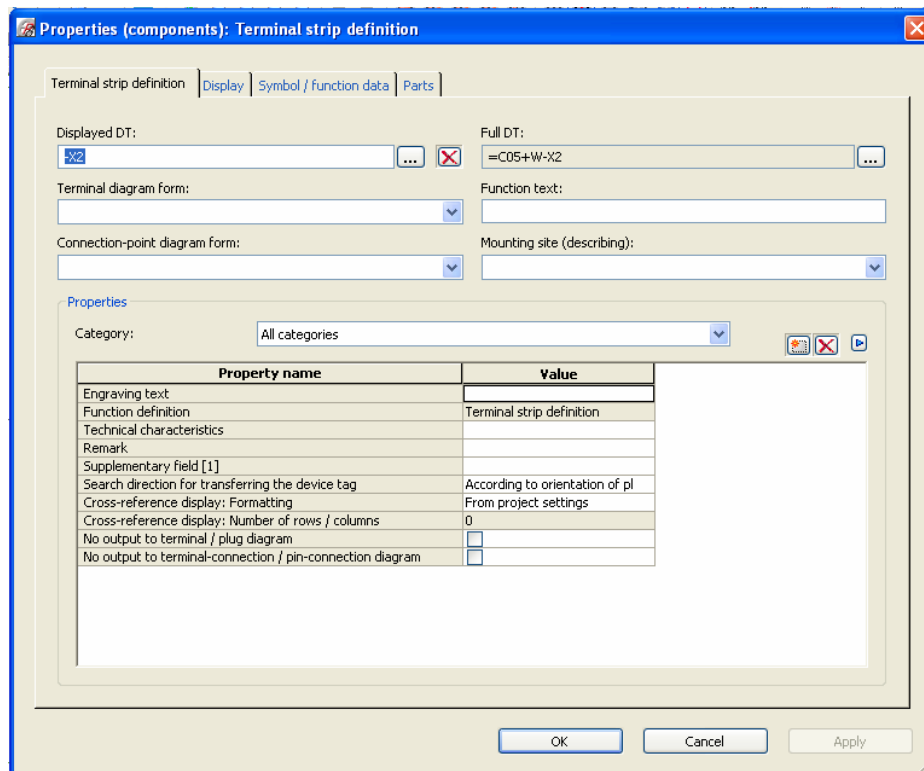 Properties (components): Terminal strip definition
Terminal strip definition Display Symbol / function data Parts
Displayed DT: Full DT:
-X2 ... =C05+W-X2 ...
Terminal diagram form: Function text:
Connection-point diagram form: Mounting site (describing):
Properties
Category: All categories
Property name Value
Engraving text
Function definition Terminal strip definition
Technical characteristics
Remark
Supplementary field [1]
Search direction for transferring the device tag According to orientation of pl
Cross-reference display: Formatting From project settings
Cross-reference display: Number of rows / columns 0
No output to terminal / plug diagram
No output to terminal-connection / pin-connection diagram
OK Cancel Apply